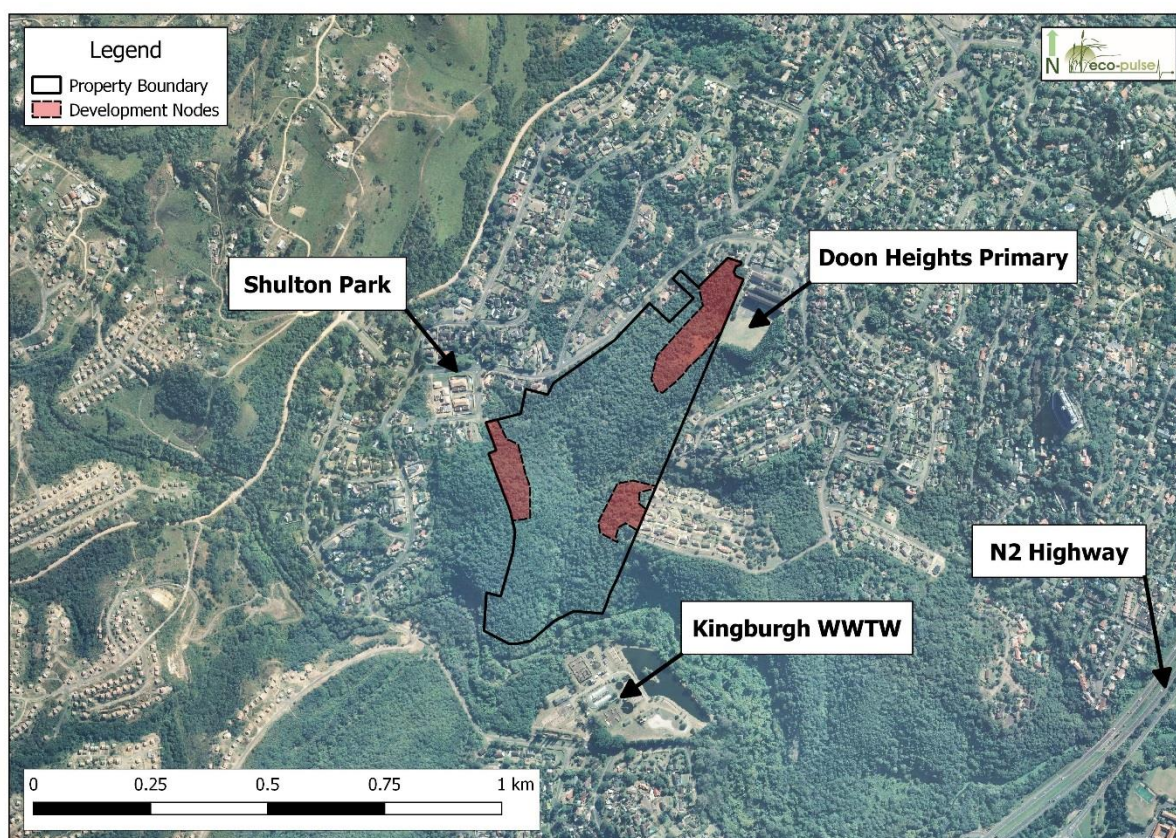 Legend
Property Boundary
Development Nodes
N
eco-pulse
Doon Heights Primary
Shulton Park
N2 Highway
Kingburgh WWTW
0 0.25 0.5 0.75 1 km